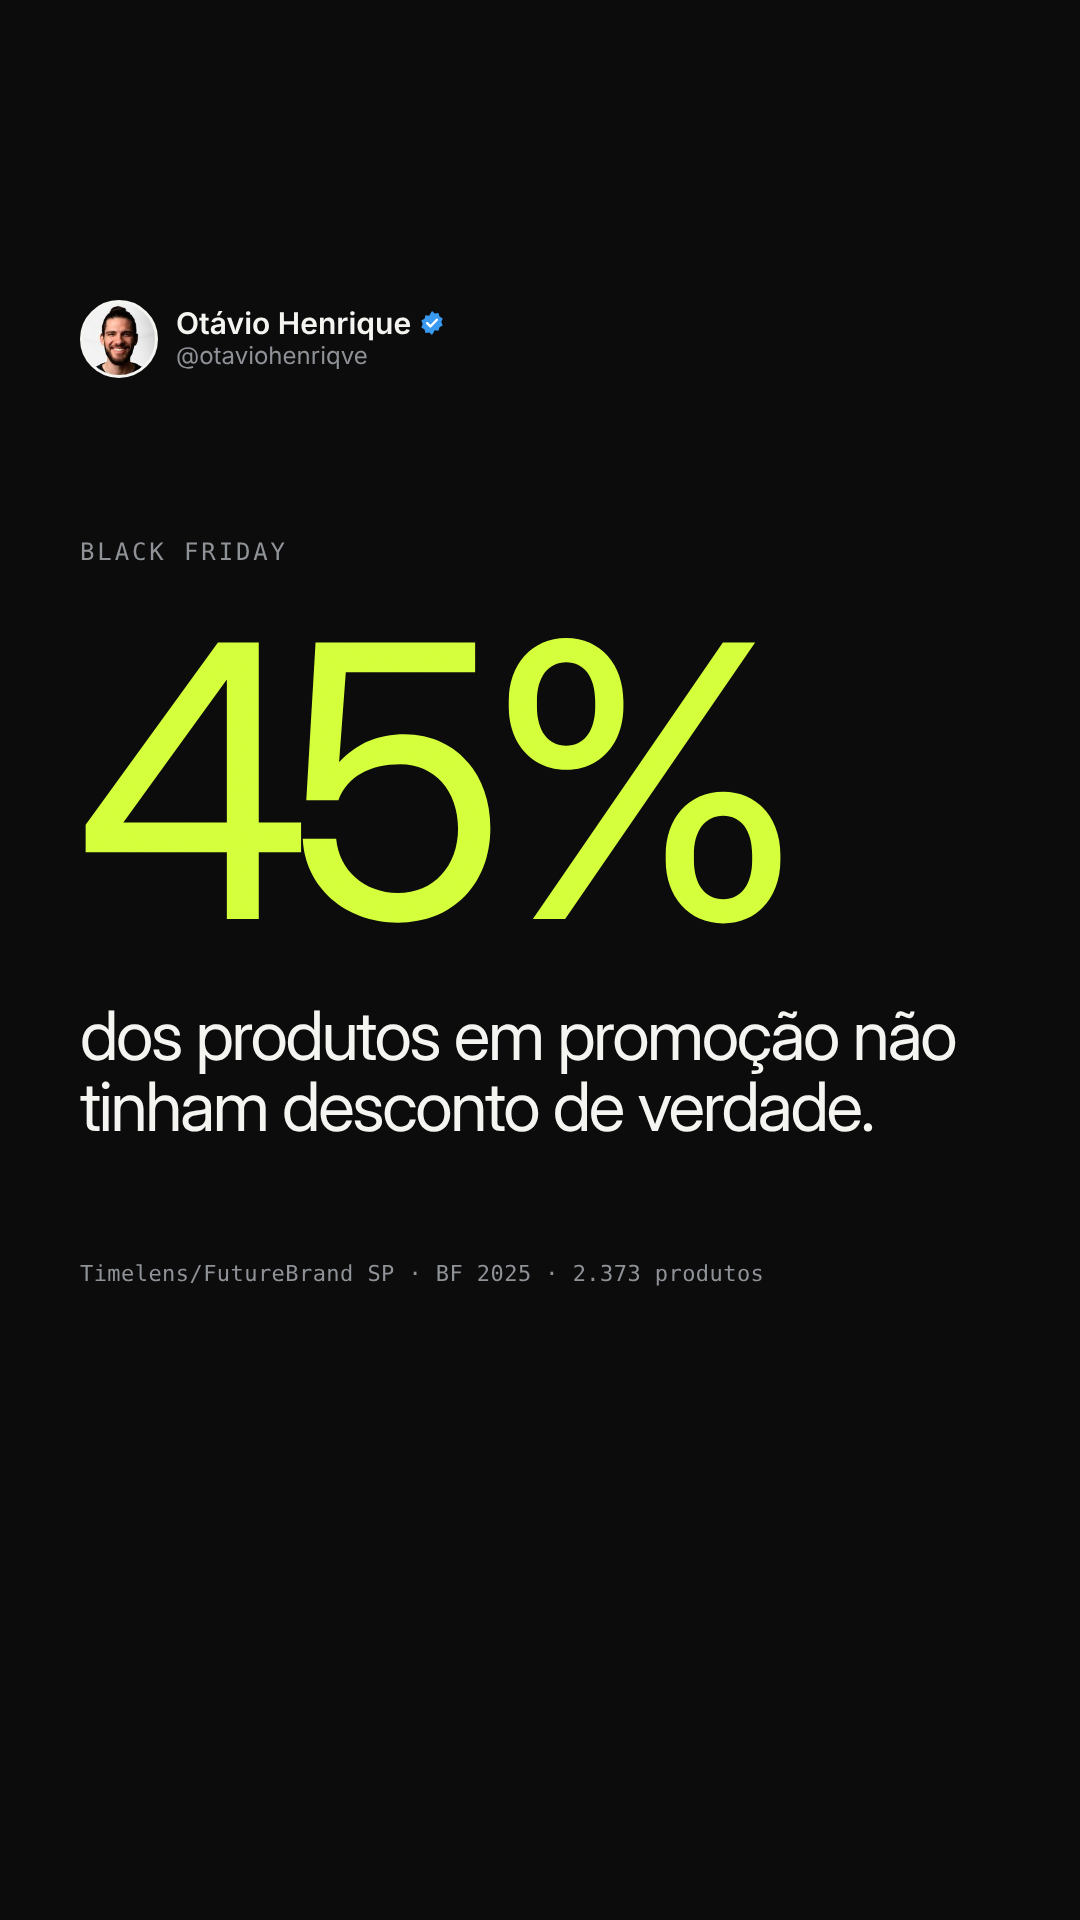 Otávio Henrique
@otaviohenriqve
BLACK FRIDAY
45%
dos produtos em promoção não
tinham desconto de verdade.
Timelens/FutureBrand SP · BF 2025 · 2.373 produtos